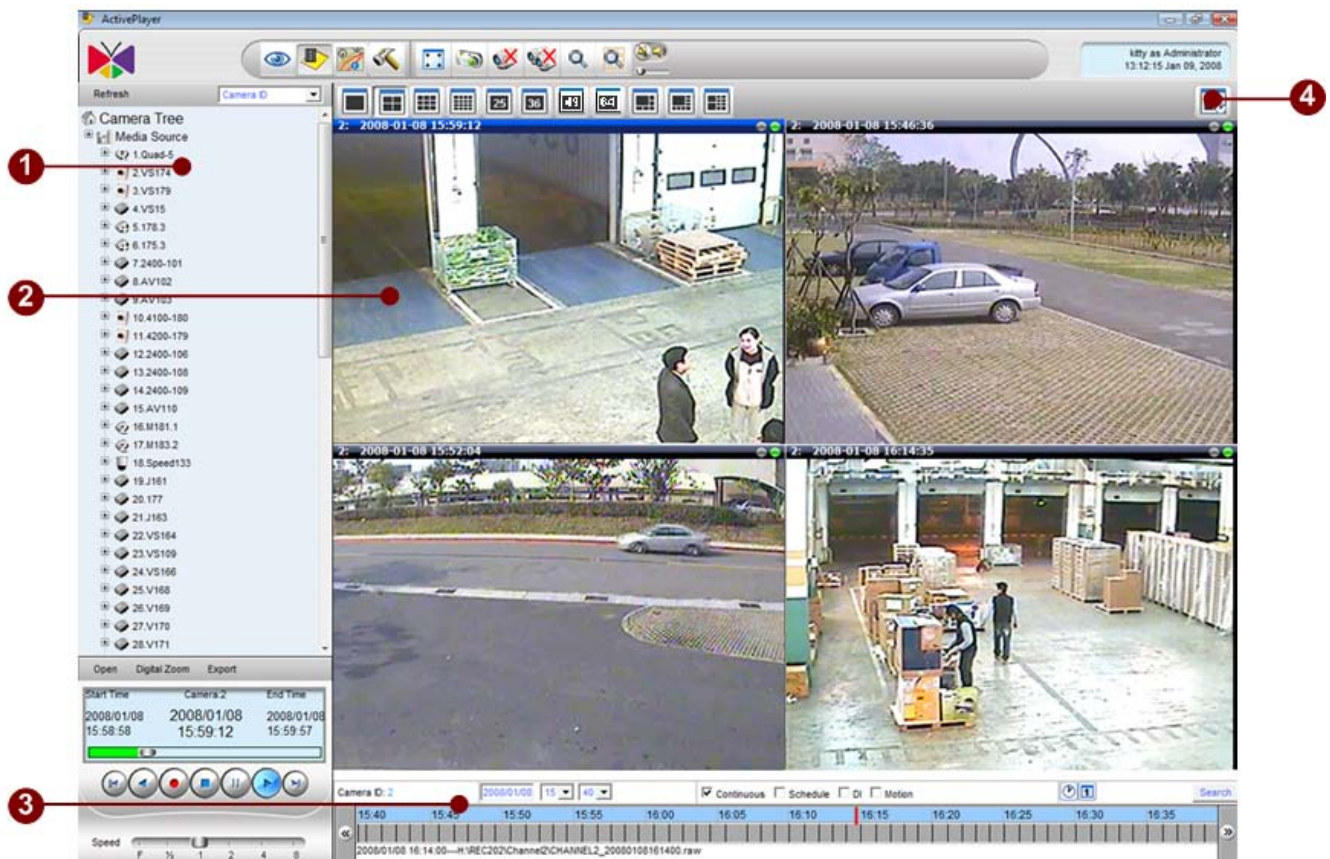 ActivePlayer
kitty as Administrator
13:12:15 Jan 09, 2008
Refresh
Camera ID
25
36
49
64
4
Camera Tree
Media Source
1
1.Quad-5
2.VS174
3.VS179
4.VS15
5.178.3
6.175.3
7.2400-101
8.AV102
2
9.AV103
10.4100-180
11.4200-179
12.2400-106
13.2400-108
14.2400-109
15.AV110
16.M181.1
17.M183.2
18.Speed133
19.J161
20.177
21.J163
22.VS164
23.VS109
24.VS166
25.V168
26.V169
27.V170
28.V171
2: 2008-01-08 15:59:12
2: 2008-01-08 15:46:36
2: 2008-01-08 15:52:04
2: 2008-01-08 16:14:35
Open Digital Zoom Export
Start Time Camera:2 End Time
2008/01/08 2008/01/08 2008/01/08
15:58:58 15:59:12 15:59:57
3
Speed
F ½ 1 2 4 8
Camera ID: 2 2008/01/08 15 40 Continuous Schedule DI Motion Search
15:40 15:45 15:50 15:55 16:00 16:05 16:10 16:15 16:20 16:25 16:30 16:35
2008/01/08 16:14:00---H:\REC202\Channel2\CHANNEL2_20080108161400.raw